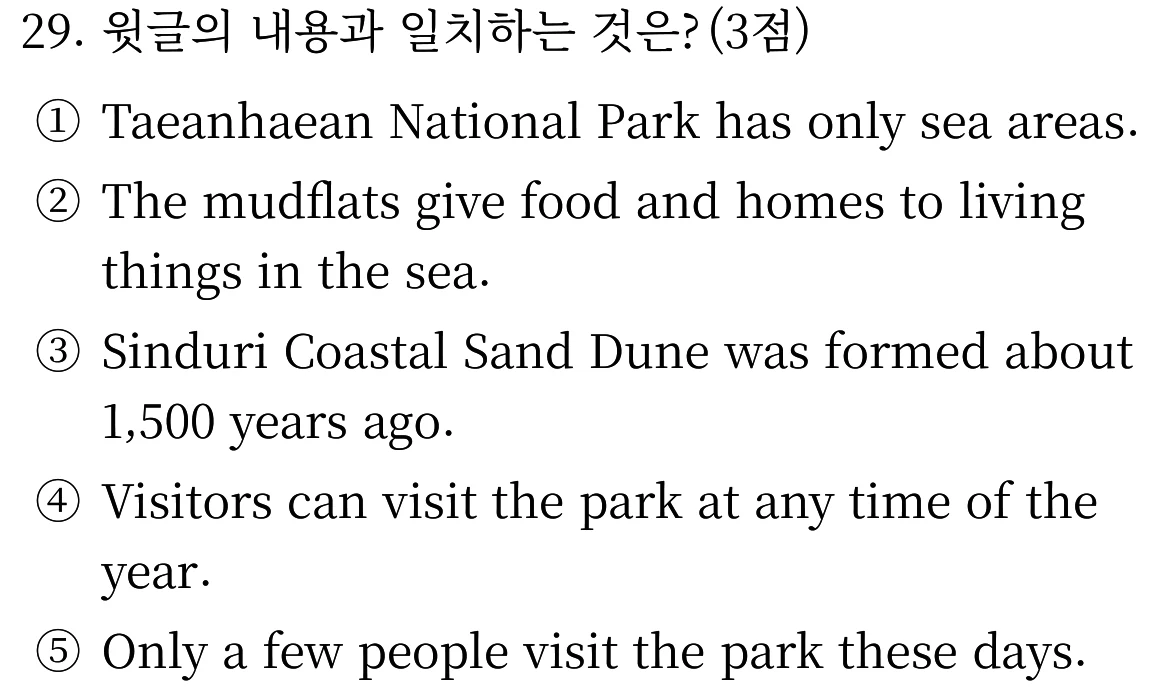 29. 윗글의 내용과 일치하는 것은?(3점)
① Taeanhaean National Park has only sea areas.
② The mudflats give food and homes to living
things in the sea.
③ Sinduri Coastal Sand Dune was formed about
1,500 years ago.
④ Visitors can visit the park at any time of the
year.
⑤ Only a few people visit the park these days.